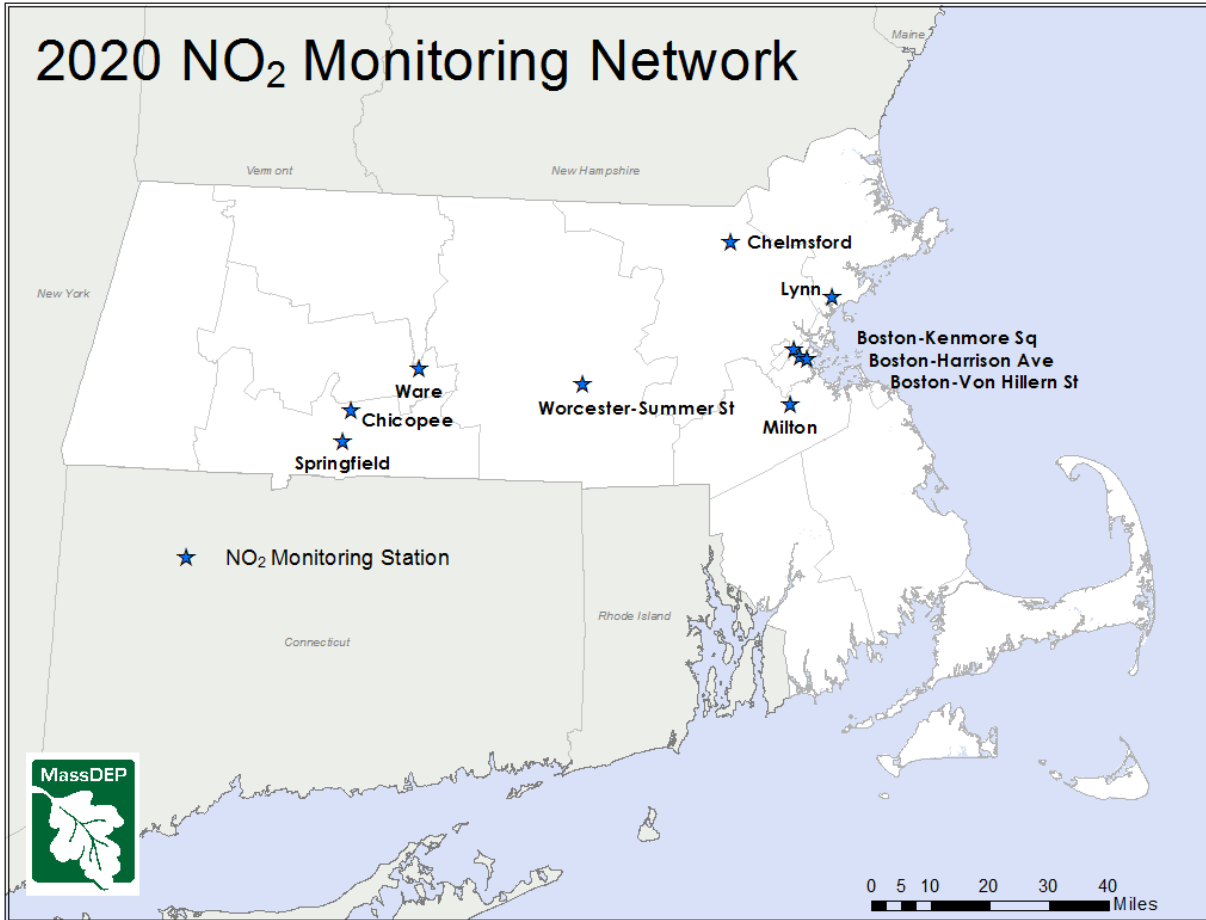 2020 NO₂ Monitoring Network
Maine
Vermont
New Hampshire
Chelmsford
New York
Lynn
Boston-Kenmore Sq
Boston-Harrison Ave
Boston-Von Hillern St
Ware
Worcester-Summer St
Milton
Chicopee
Springfield
NO₂ Monitoring Station
Rhode Island
Connecticut
MassDEP
0 5 10 20 30 40
Miles